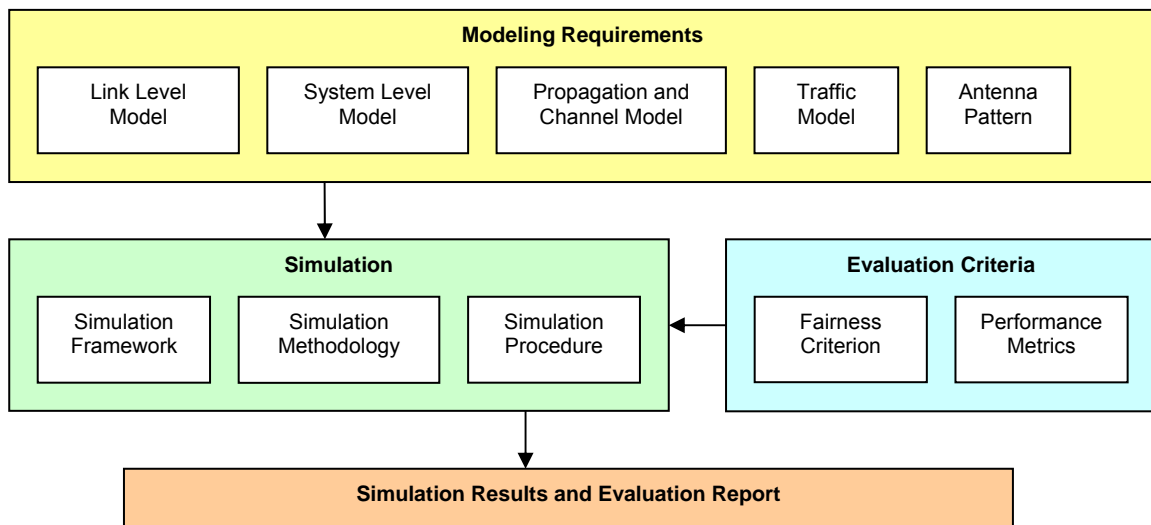 Modeling Requirements
Link Level
Model
System Level
Model
Propagation and
Channel Model
Traffic
Model
Antenna
Pattern
Simulation
Simulation
Framework
Simulation
Methodology
Simulation
Procedure
Evaluation Criteria
Fairness
Criterion
Performance
Metrics
Simulation Results and Evaluation Report